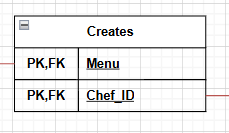 Creates
PK,FK Menu
PK,FK Chef_ID